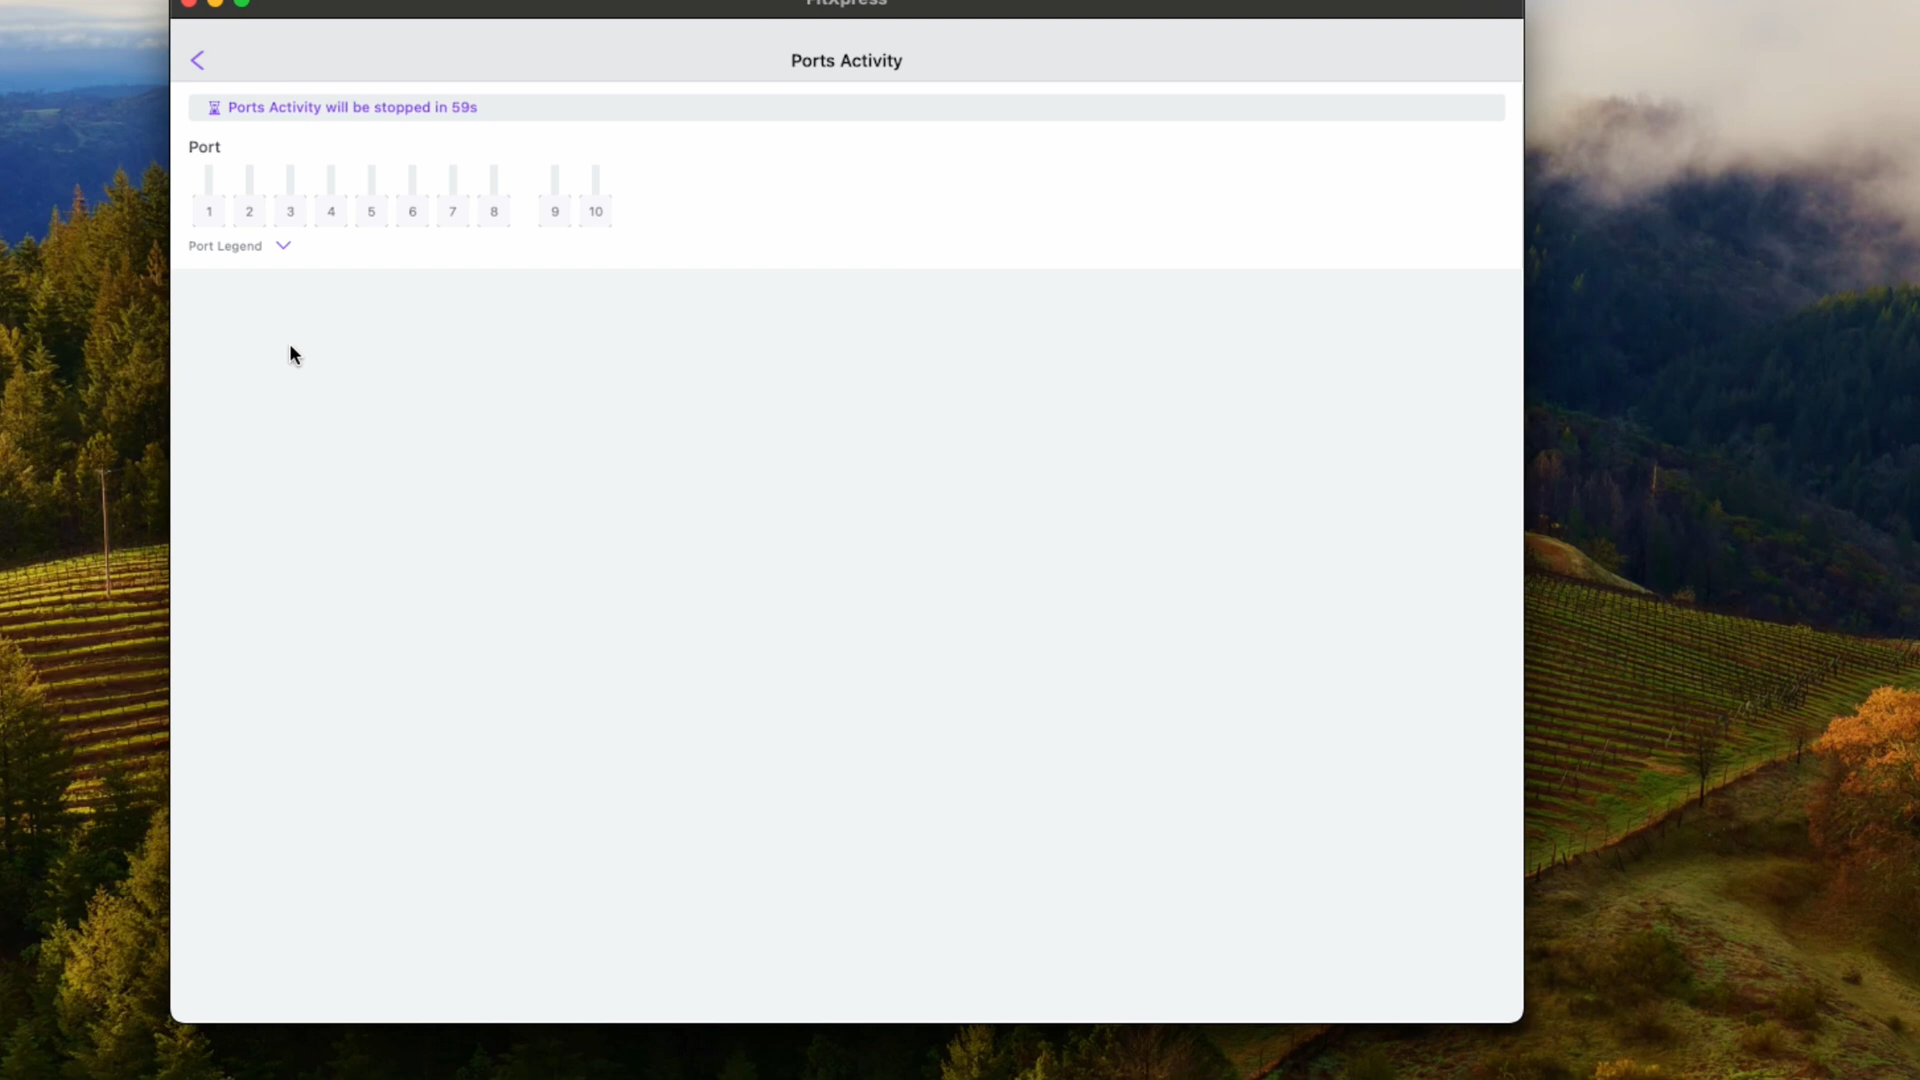 FitXpress
Ports Activity
Ports Activity will be stopped in 59s
Port
1 2 3 4 5 6 7 8 9 10
Port Legend